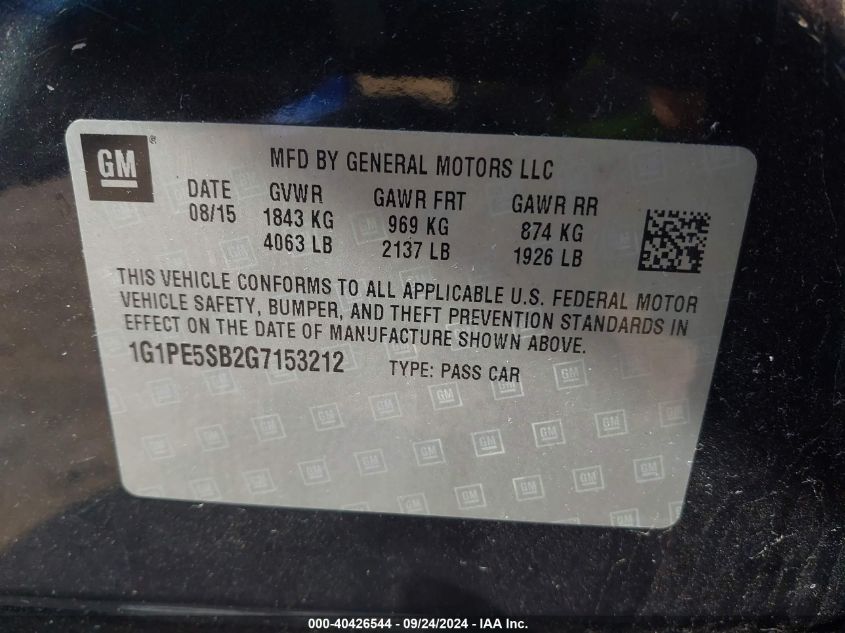 GM ®
MFD BY GENERAL MOTORS LLC
DATE GVWR GAWR FRT GAWR RR
08/15 1843 KG 969 KG 874 KG
4063 LB 2137 LB 1926 LB
THIS VEHICLE CONFORMS TO ALL APPLICABLE U.S. FEDERAL MOTOR
VEHICLE SAFETY, BUMPER, AND THEFT PREVENTION STANDARDS IN
EFFECT ON THE DATE OF MANUFACTURE SHOWN ABOVE.
1G1PE5SB2G7153212 TYPE: PASS CAR
000-40426544 - 09/24/2024 - IAA Inc.